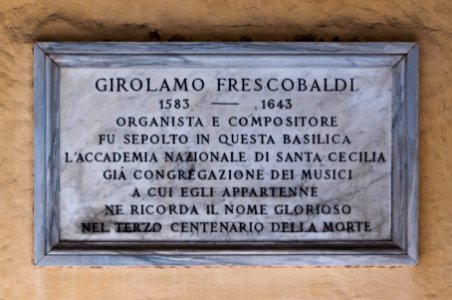 GIROLAMO FRESCOBALDI
1583 — 1643
ORGANISTA E COMPOSITORE
FU SEPOLTO IN QUESTA BASILICA
L'ACCADEMIA NAZIONALE DI SANTA CECILIA
GIÁ CONGREGAZIONE DEI MUSICI
A CUI EGLI APPARTENNE
NE RICORDA IL NOME GLORIOSO
NEL TERZO CENTENARIO DELLA MORTE